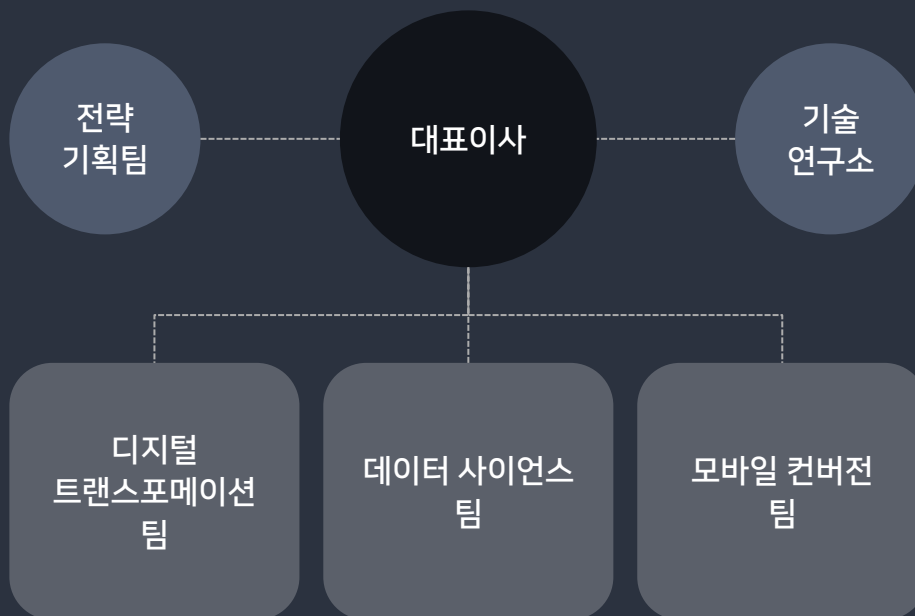 전략
기획팀
대표이사
기술
연구소
디지털
트랜스포메이션
팀
데이터 사이언스
팀
모바일 컨버전
팀